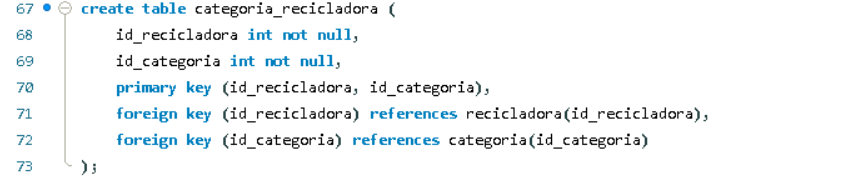 67 create table categoria_recicladora (
68 id_recicladora int not null,
69 id_categoria int not null,
70 primary key (id_recicladora, id_categoria),
71 foreign key (id_recicladora) references recicladora(id_recicladora),
72 foreign key (id_categoria) references categoria(id_categoria)
73 );